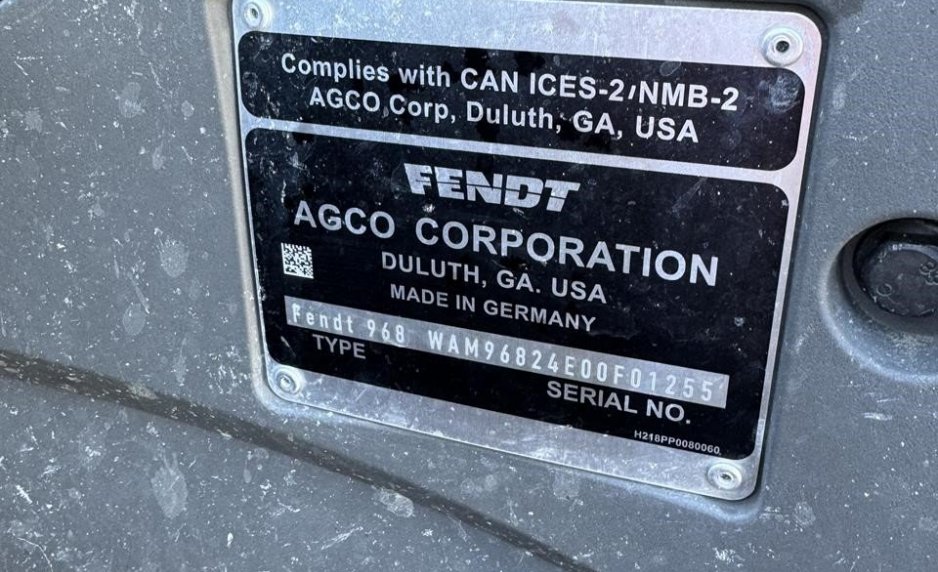 Complies with CAN ICES-2/NMB-2
AGCO Corp, Duluth, GA, USA
FENDT
AGCO CORPORATION
DULUTH, GA. USA
MADE IN GERMANY
Fendt 968 WAM96824E00F01255
TYPE
SERIAL NO.
H218PP0080060